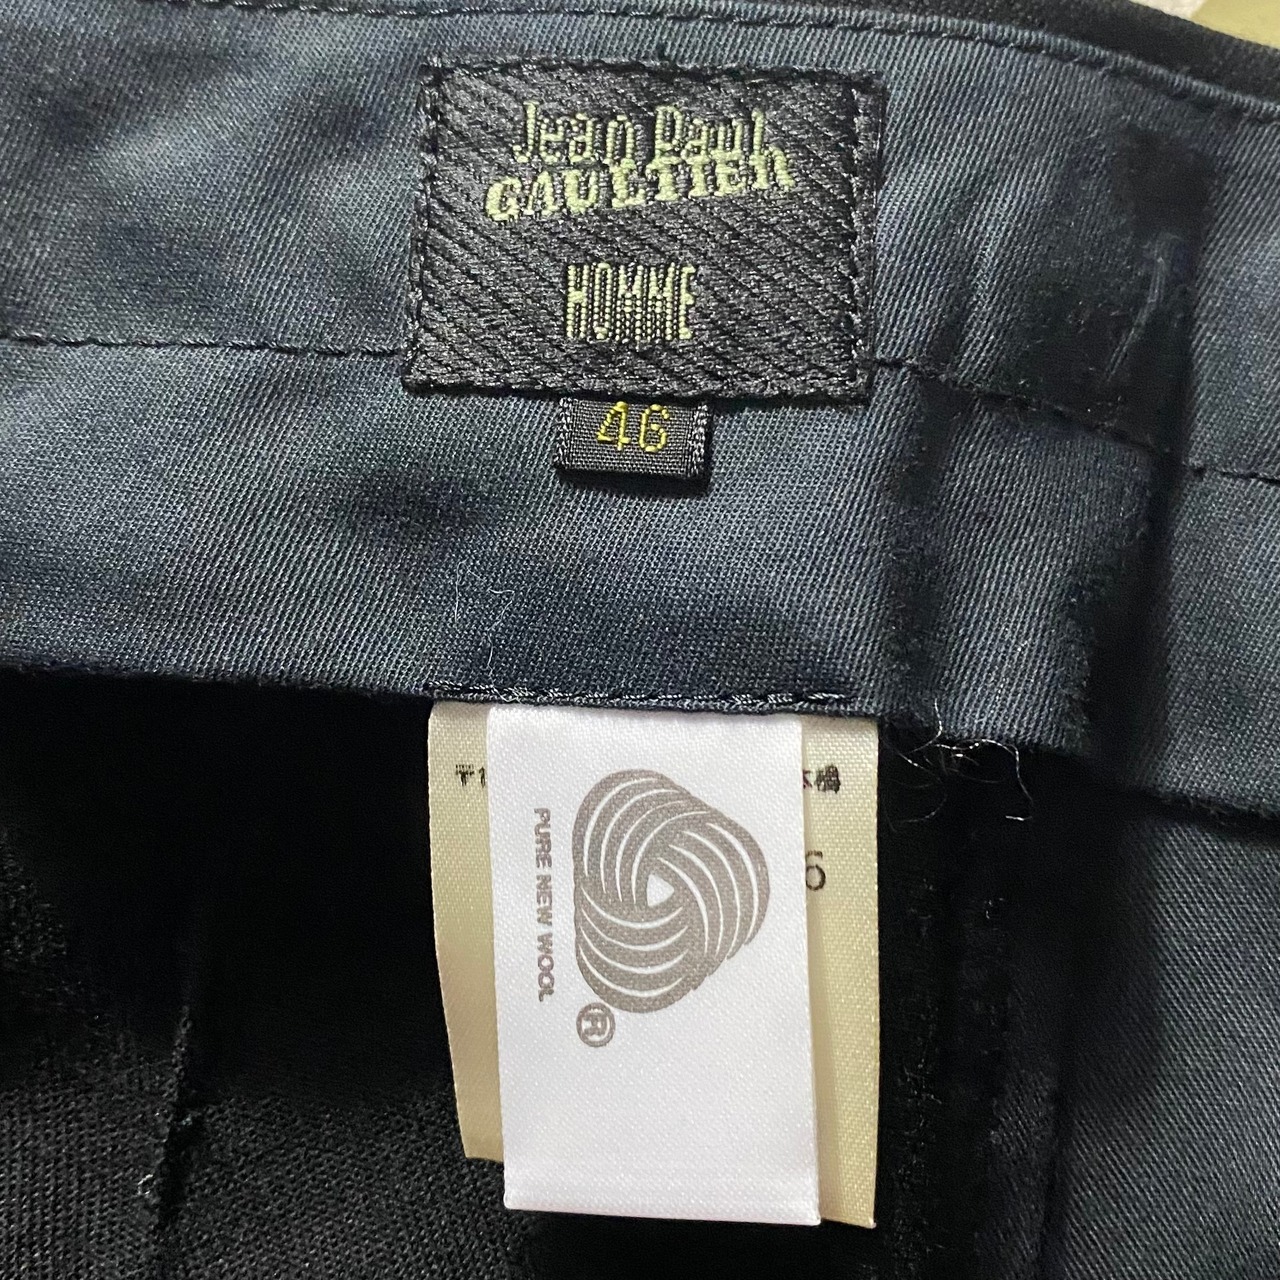 Jean Paul
GAULTIER
HOMME
46
PURE NEW WOOL
®